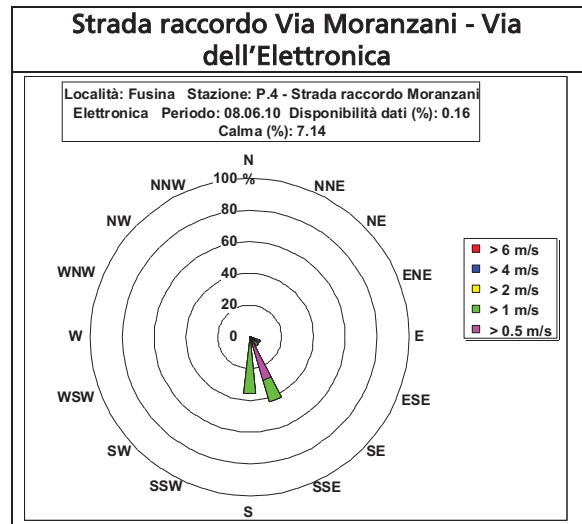 Strada raccordo Via Moranzani - Via
dell’Elettronica
Località: Fusina Stazione: P.4 - Strada raccordo Moranzani
Elettronica Periodo: 08.06.10 Disponibilità dati (%): 0.16
Calma (%): 7.14
N
NNW
100 %
NNE
NW
80
NE
60
WNW
40
ENE
20
W
0
E
WSW
ESE
SW
SE
SSW
SSE
S
> 6 m/s
> 4 m/s
> 2 m/s
> 1 m/s
> 0.5 m/s